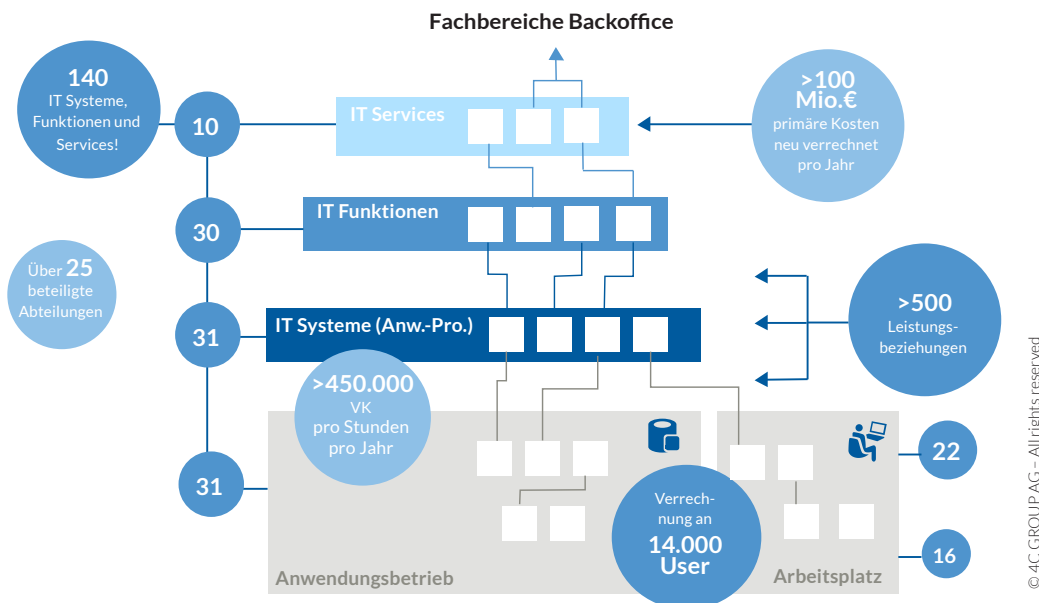 Fachbereiche Backoffice
140
IT Systeme,
Funktionen und
Services!
10
IT Services
>100
Mio.€
primäre Kosten
neu verrechnet
pro Jahr
30
IT Funktionen
Über 25
beteiligte
Abteilungen
31
IT Systeme (Anw.-Pro.)
>500
Leistungs-
beziehungen
>450.000
VK
pro Stunden
pro Jahr
31
22
Verrech-
nung an
14.000
User
16
Anwendungsbetrieb
Arbeitsplatz
© 4C GROUP AG – All rights reserved